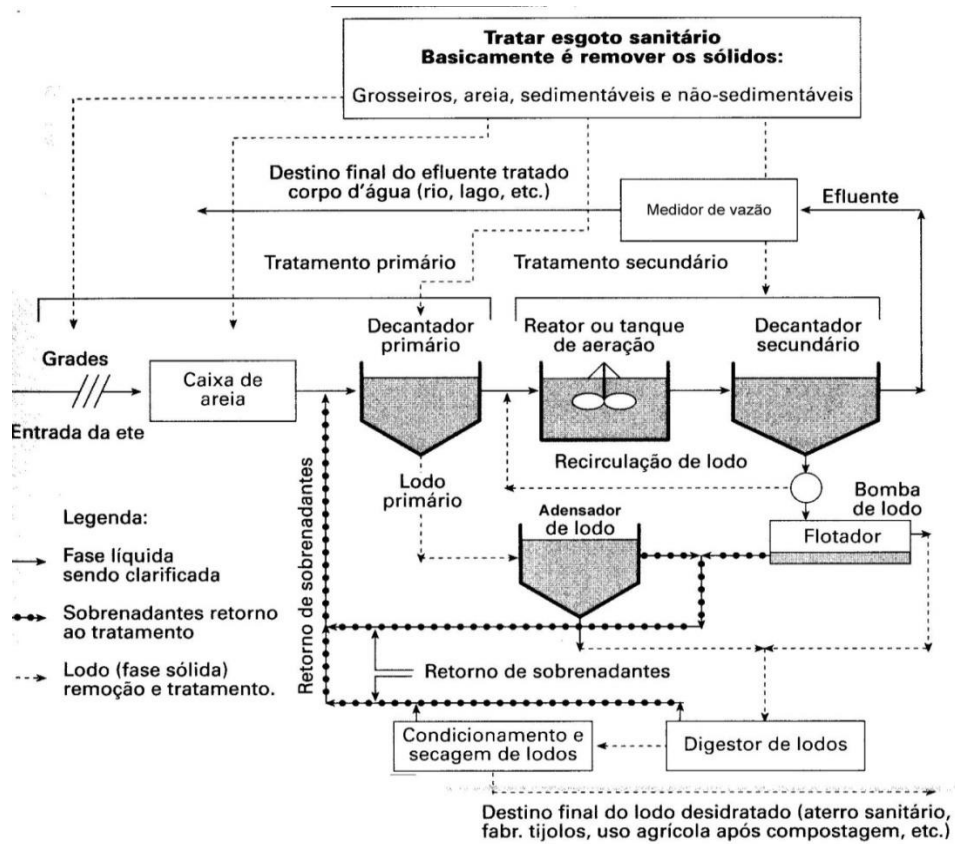 Tratar esgoto sanitário
Basicamente é remover os sólidos:
Grosseiros, areia, sedimentáveis e não-sedimentáveis
Destino final do efluente tratado
corpo d'água (rio, lago, etc.)
Medidor de vazão
Efluente
Tratamento primário
Tratamento secundário
Grades
Entrada da ete
Caixa de
areia
Decantador
primário
Reator ou tanque
de aeração
Decantador
secundário
Recirculação de lodo
Lodo
primário
Bomba
de lodo
Adensador
de lodo
Flotador
Retorno de sobrenadantes
Legenda:
Fase líquida
sendo clarificada
Sobrenadantes retorno
ao tratamento
Lodo (fase sólida)
remoção e tratamento.
Retorno de sobrenadantes
Condicionamento e
secagem de lodos
Digestor de lodos
Destino final do lodo desidratado (aterro sanitário,
fabr. tijolos, uso agrícola após compostagem, etc.)